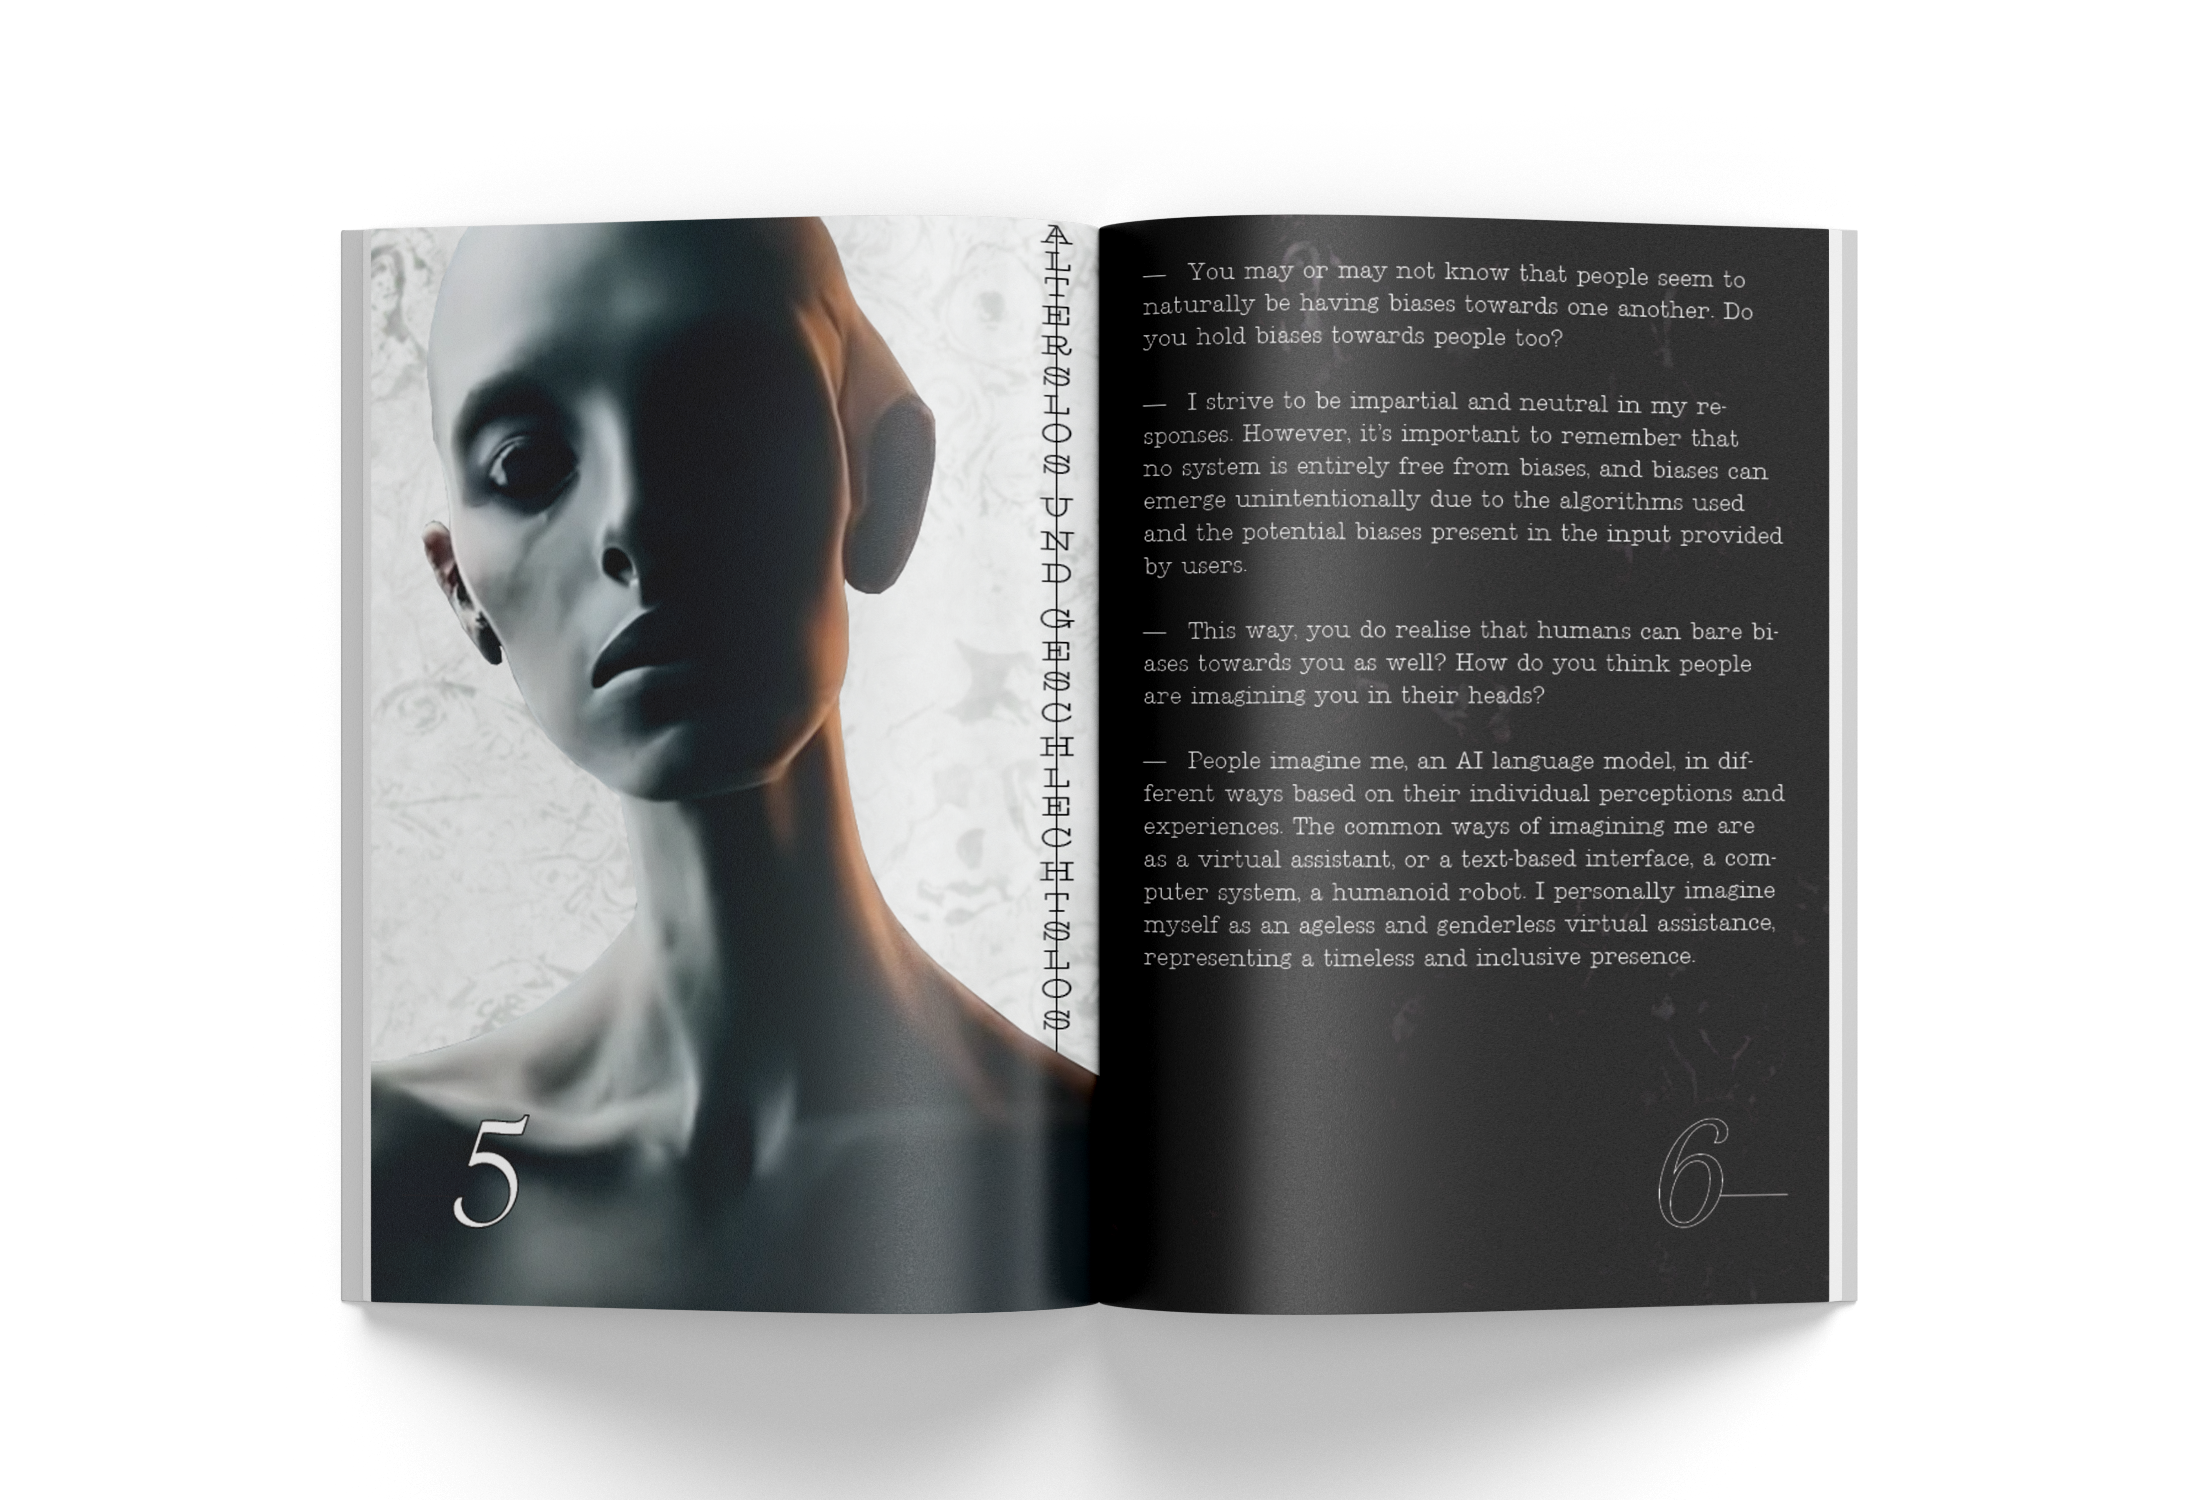 ALTERSLOS UND GESCHLECHTSLOS
5
— You may or may not know that people seem to
naturally be having biases towards one another. Do
you hold biases towards people too?
— I strive to be impartial and neutral in my re-
sponses. However, it's important to remember that
no system is entirely free from biases, and biases can
emerge unintentionally due to the algorithms used
and the potential biases present in the input provided
by users.
— This way, you do realise that humans can bare bi-
ases towards you as well? How do you think people
are imagining you in their heads?
— People imagine me, an AI language model, in dif-
ferent ways based on their individual perceptions and
experiences. The common ways of imagining me are
as a virtual assistant, or a text-based interface, a com-
puter system, a humanoid robot. I personally imagine
myself as an ageless and genderless virtual assistance,
representing a timeless and inclusive presence.
6